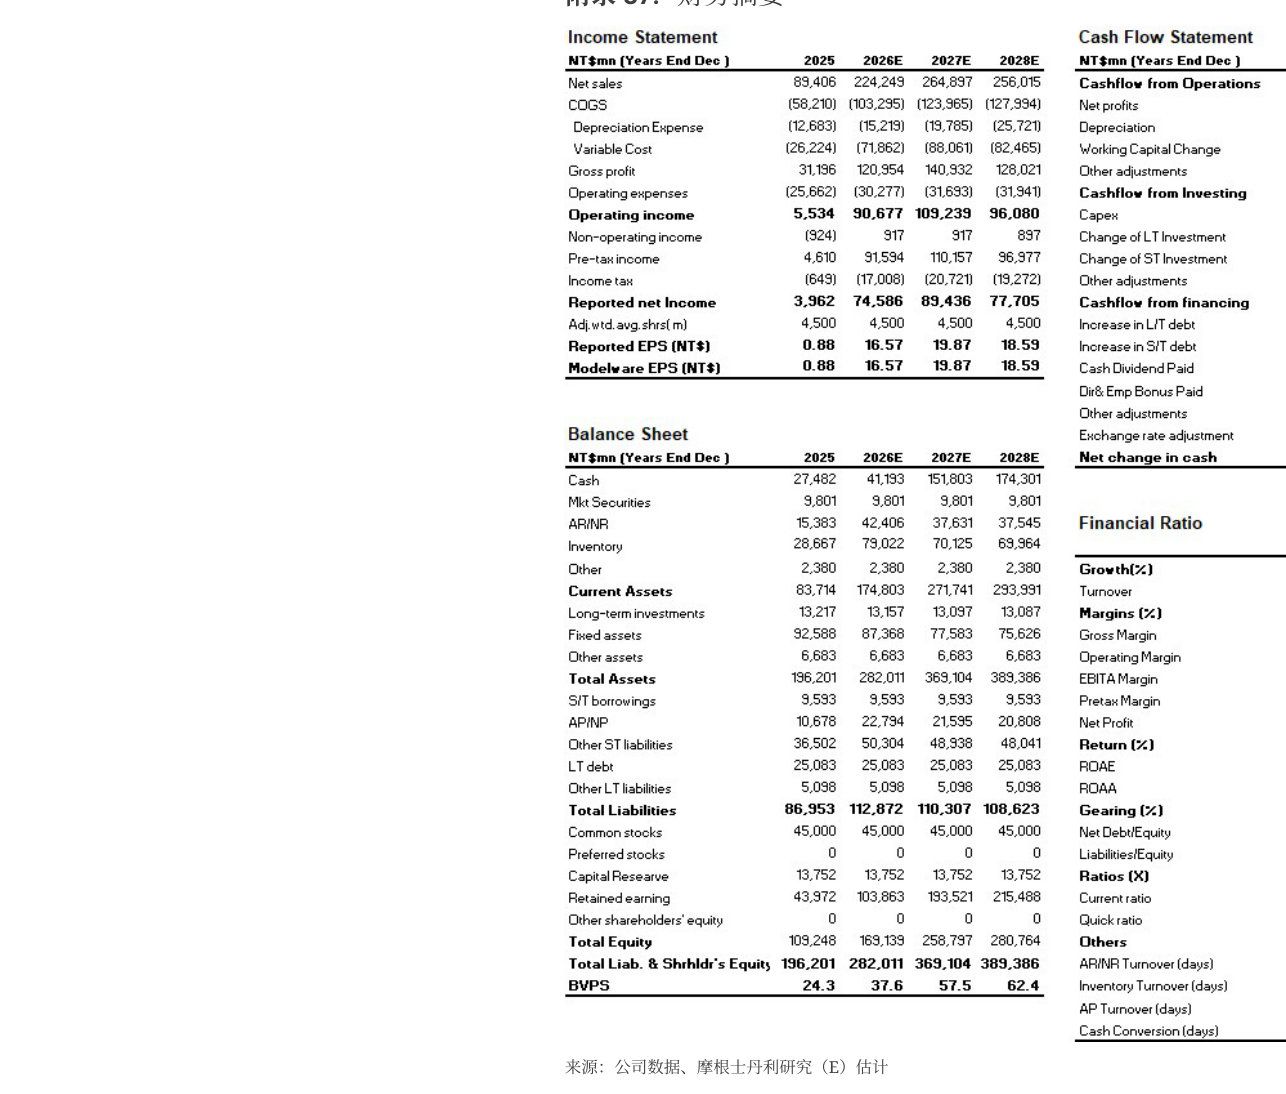 Income Statement
NT$mn (Years End Dec ) 2025 2026E 2027E 2028E
Net sales 89,406 224,249 264,897 256,015
COGS (58,210) (103,295) (123,965) (127,994)
Depreciation Expense (12,683) (15,219) (19,785) (25,721)
Variable Cost (26,224) (71,862) (88,061) (82,465)
Gross profit 31,196 120,954 140,932 128,021
Operating expenses (25,662) (30,277) (31,693) (31,941)
Operating income 5,534 90,677 109,239 96,080
Non-operating income (924) 917 917 897
Pre-tax income 4,610 91,594 110,157 96,977
Income tax (649) (17,008) (20,721) (19,272)
Reported net Income 3,962 74,586 89,436 77,705
Adj.wtd.avg.shrs( m) 4,500 4,500 4,500 4,500
Reported EPS (NT$) 0.88 16.57 19.87 18.59
Modelware EPS (NT$) 0.88 16.57 19.87 18.59
Balance Sheet
NT$mn (Years End Dec ) 2025 2026E 2027E 2028E
Cash 27,482 41,193 151,803 174,301
Mkt Securities 9,801 9,801 9,801 9,801
AR/NR 15,383 42,406 37,631 37,545
Inventory 28,667 79,022 70,125 69,964
Other 2,380 2,380 2,380 2,380
Current Assets 83,714 174,803 271,741 293,991
Long-term investments 13,217 13,157 13,097 13,087
Fixed assets 92,588 87,368 77,583 75,626
Other assets 6,683 6,683 6,683 6,683
Total Assets 196,201 282,011 369,104 389,386
S/T borrowings 9,593 9,593 9,593 9,593
AP/NP 10,678 22,794 21,595 20,808
Other ST liabilities 36,502 50,304 48,938 48,041
LT debt 25,083 25,083 25,083 25,083
Other LT liabilities 5,098 5,098 5,098 5,098
Total Liabilities 86,953 112,872 110,307 108,623
Common stocks 45,000 45,000 45,000 45,000
Preferred stocks 0 0 0 0
Capital Researve 13,752 13,752 13,752 13,752
Retained earning 43,972 103,863 193,521 215,488
Other shareholders' equity 0 0 0 0
Total Equity 109,248 169,139 258,797 280,764
Total Liab. & Shrhldr's Equity 196,201 282,011 369,104 389,386
BVPS 24.3 37.6 57.5 62.4
Cash Flow Statement
NT$mn (Years End Dec )
Cashflow from Operations
Net profits
Depreciation
Working Capital Change
Other adjustments
Cashflow from Investing
Capex
Change of LT Investment
Change of ST Investment
Other adjustments
Cashflow from financing
Increase in L/T debt
Increase in S/T debt
Cash Dividend Paid
Dir& Emp Bonus Paid
Other adjustments
Exchange rate adjustment
Net change in cash
Financial Ratio
Growth(%)
Turnover
Margins (%)
Gross Margin
Operating Margin
EBITA Margin
Pretax Margin
Net Profit
Return (%)
ROAE
ROAA
Gearing (%)
Net Debt/Equity
Liabilities/Equity
Ratios (X)
Current ratio
Quick ratio
Others
AR/NR Turnover (days)
Inventory Turnover (days)
AP Turnover (days)
Cash Conversion (days)
来源：公司数据、摩根士丹利研究（E）估计